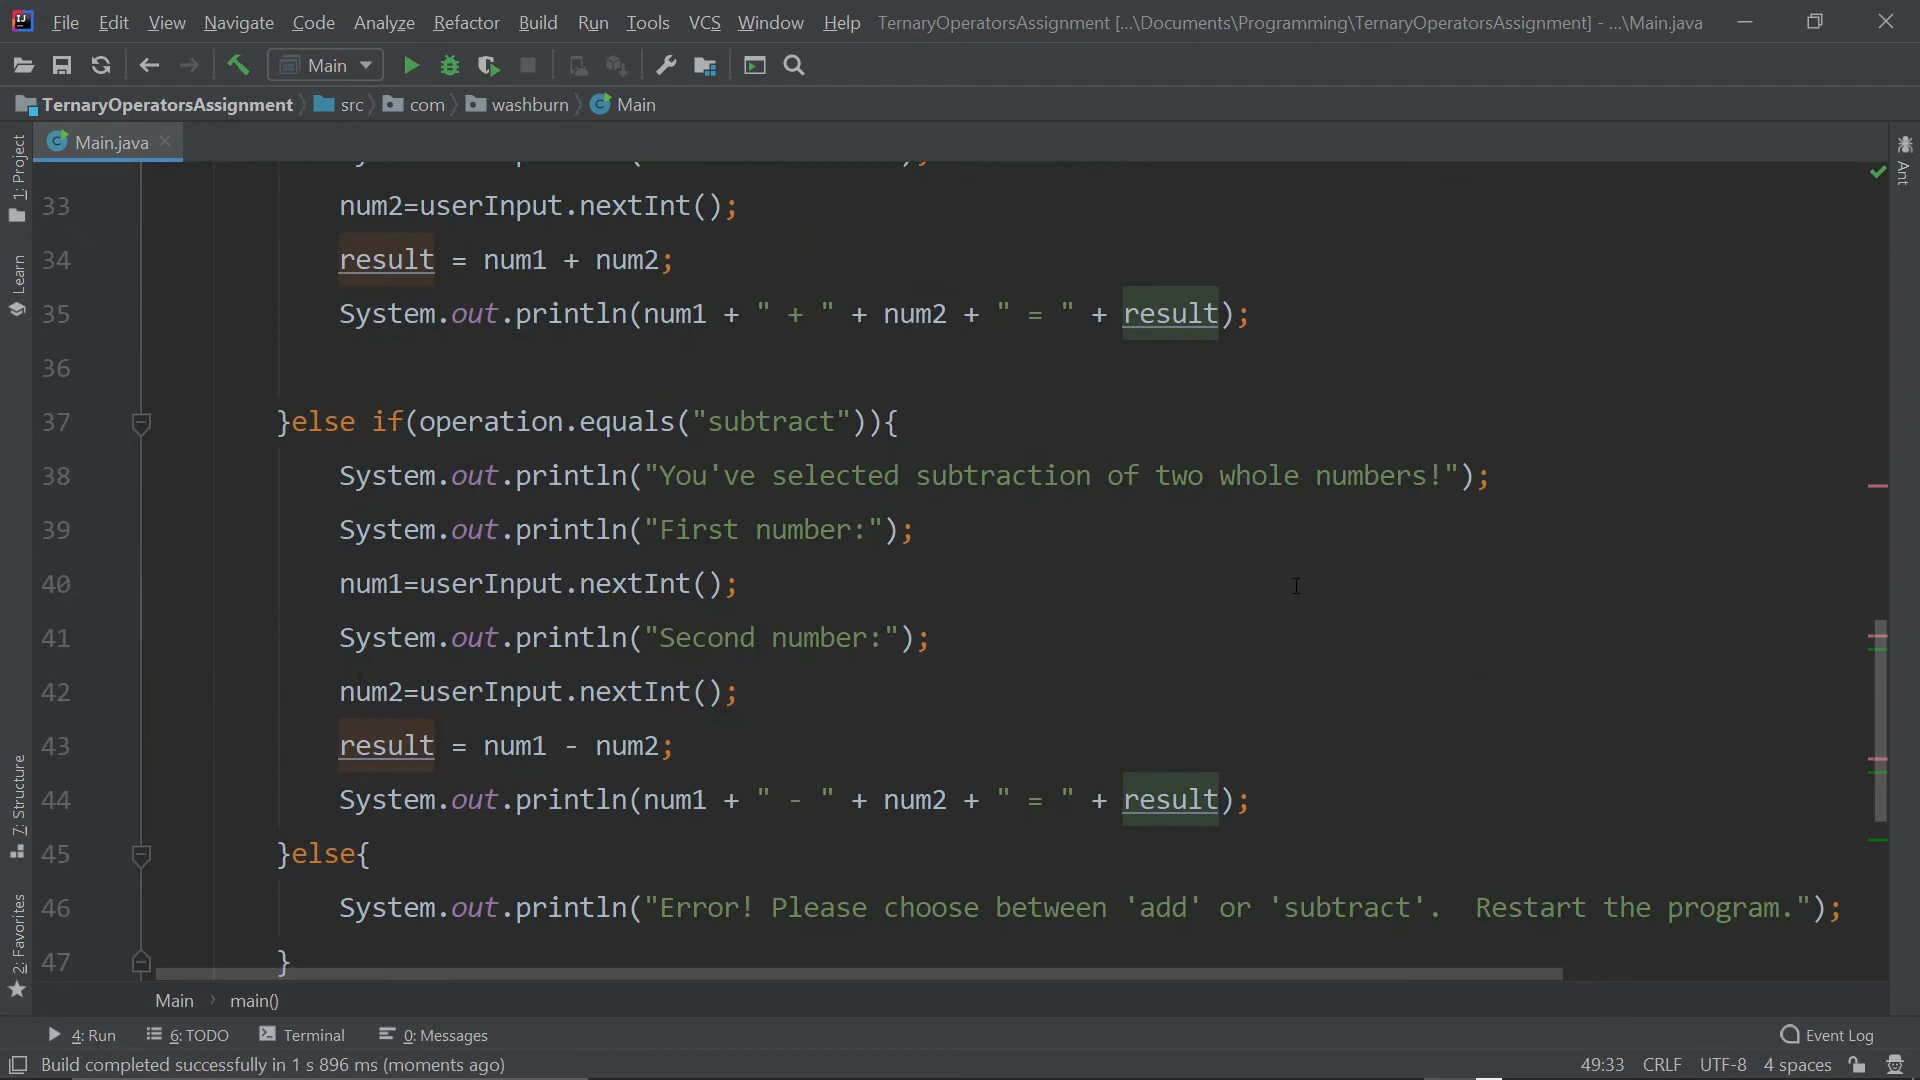 File Edit View Navigate Code Analyze Refactor Build Run Tools VCS Window Help TernaryOperatorsAssignment [...\Documents\Programming\TernaryOperatorsAssignment] - ...\Main.java
Main
TernaryOperatorsAssignment src com washburn Main
Main.java
1: Project
Learn
7: Structure
2: Favorites
Ant
33 num2=userInput.nextInt();
34 result = num1 + num2;
35 System.out.println(num1 + " + " + num2 + " = " + result);
36
37 }else if(operation.equals("subtract")){
38 System.out.println("You've selected subtraction of two whole numbers!");
39 System.out.println("First number:");
40 num1=userInput.nextInt();
41 System.out.println("Second number:");
42 num2=userInput.nextInt();
43 result = num1 - num2;
44 System.out.println(num1 + " - " + num2 + " = " + result);
45 }else{
46 System.out.println("Error! Please choose between 'add' or 'subtract'.  Restart the program.");
47 }
Main main()
4: Run 6: TODO Terminal 0: Messages Event Log
Build completed successfully in 1 s 896 ms (moments ago) 49:33 CRLF UTF-8 4 spaces